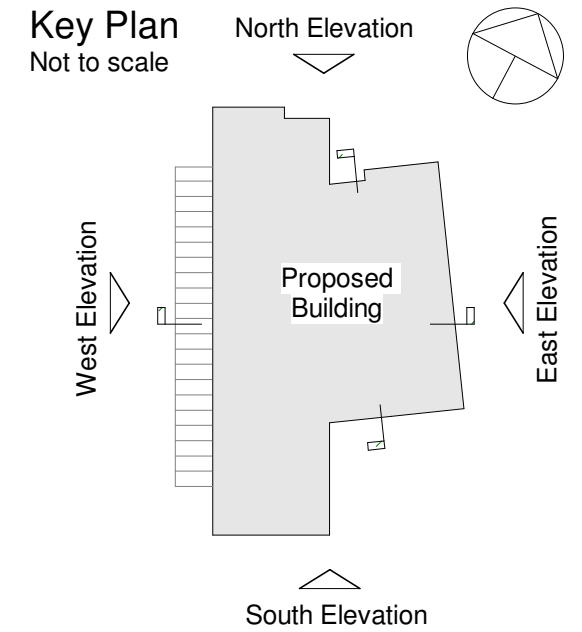 Key Plan
Not to scale
North Elevation
West Elevation
Proposed
Building
East Elevation
South Elevation